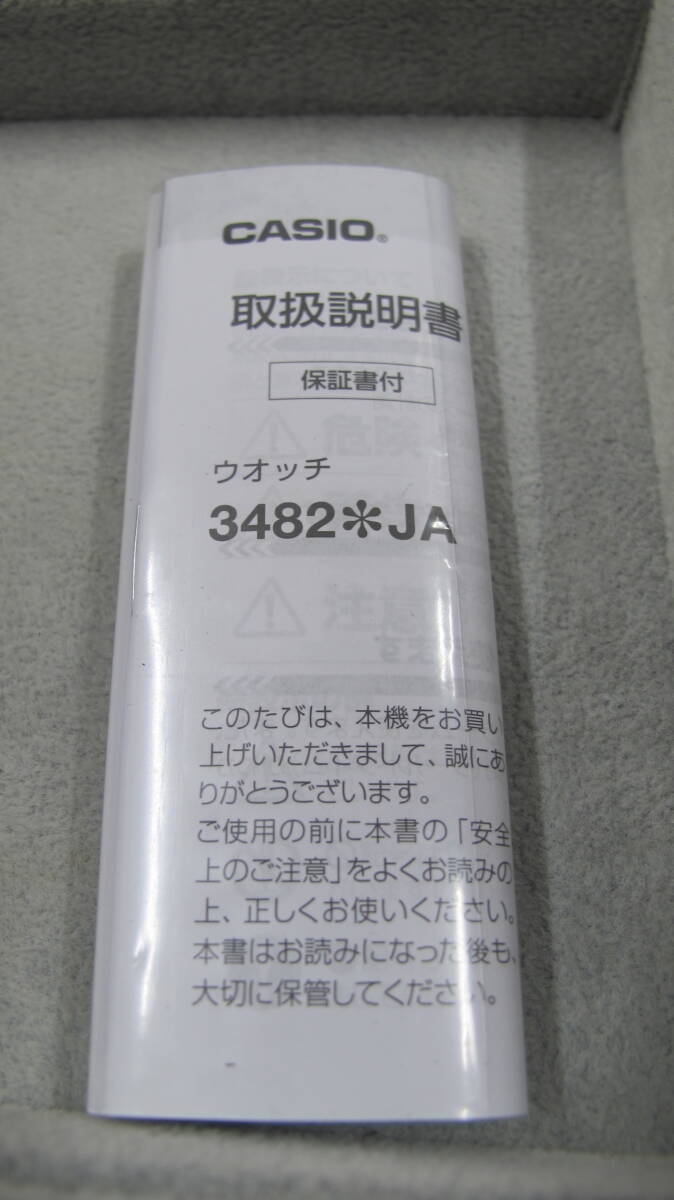 CASIO®
取扱説明書
保証書付
ウオッチ
3482＊JA
危険
注意
このたびは、本機をお買い
上げいただきまして、誠にあ
りがとうございます。
ご使用の前に本書の「安全
上のご注意」をよくお読みの
上、正しくお使いください。
本書はお読みになった後も、
大切に保管してください。